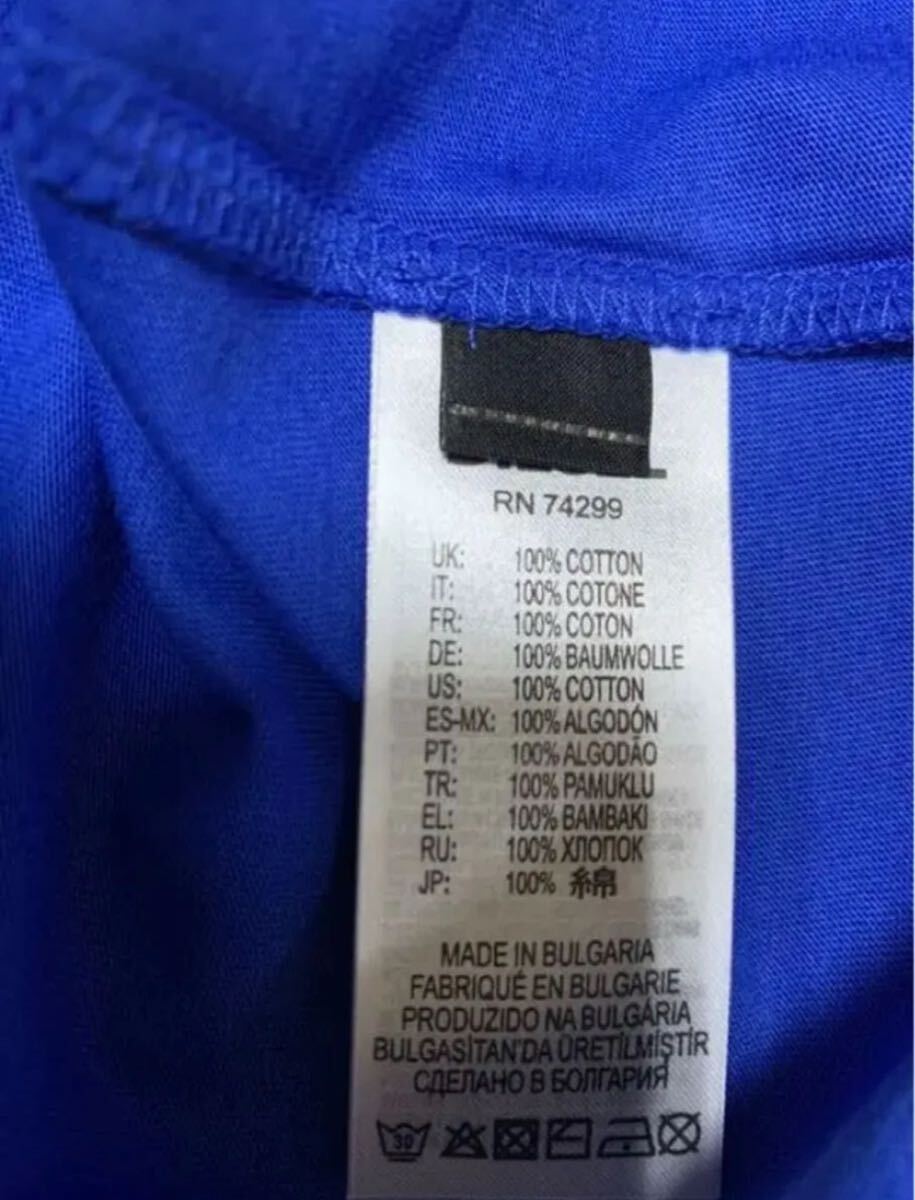 RN 74299
UK: 100% COTTON
IT: 100% COTONE
FR: 100% COTON
DE: 100% BAUMWOLLE
US: 100% COTTON
ES-MX: 100% ALGODÓN
PT: 100% ALGODÃO
TR: 100% PAMUKLU
EL: 100% BAMBAKI
RU: 100% ХЛОПОК
JP: 100% 綿
MADE IN BULGARIA
FABRIQUÉ EN BULGARIE
PRODUZIDO NA BULGÁRIA
BULGASİTAN'DA ÜRETİLMİŞTİR
СДЕЛАНО В БОЛГАРИЯ
30